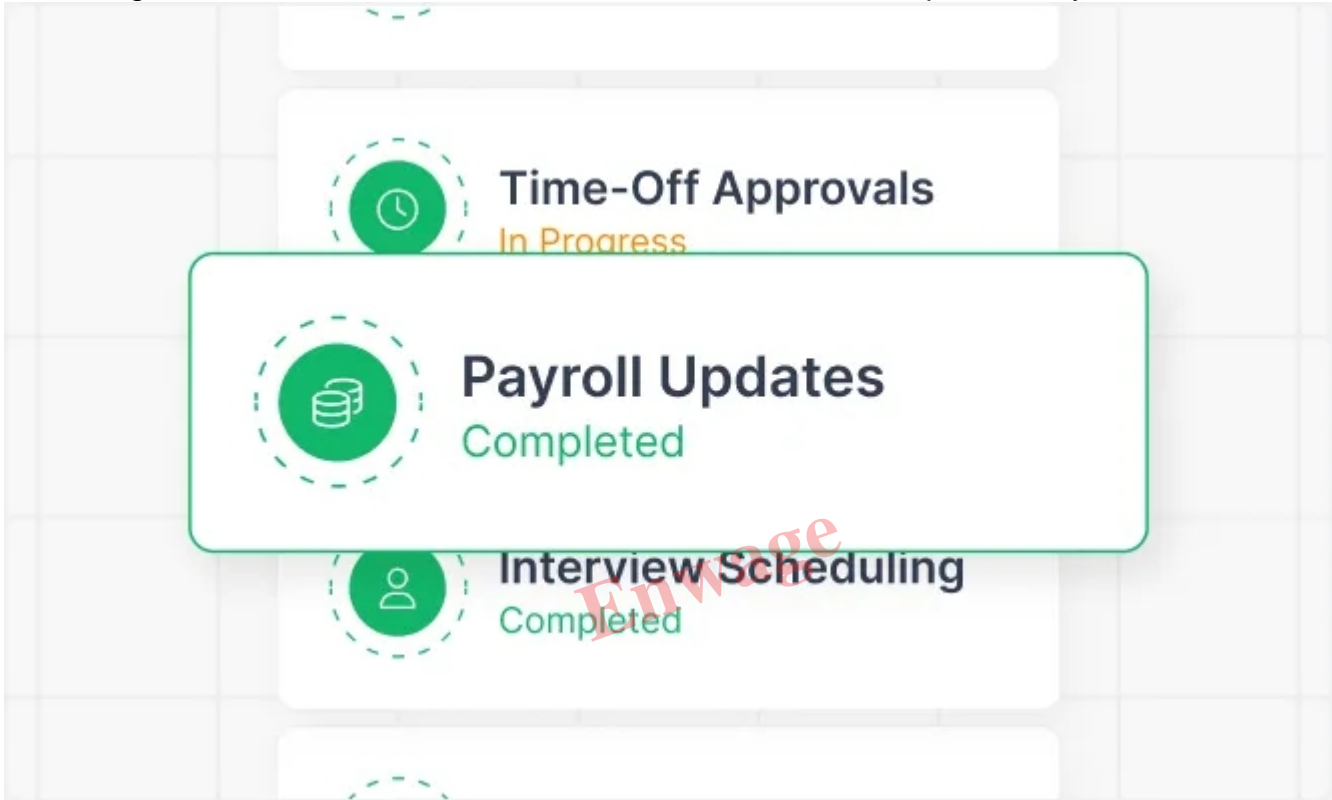 Time-Off Approvals
In Progress
Payroll Updates
Completed
Interview Scheduling
Completed
Enwage